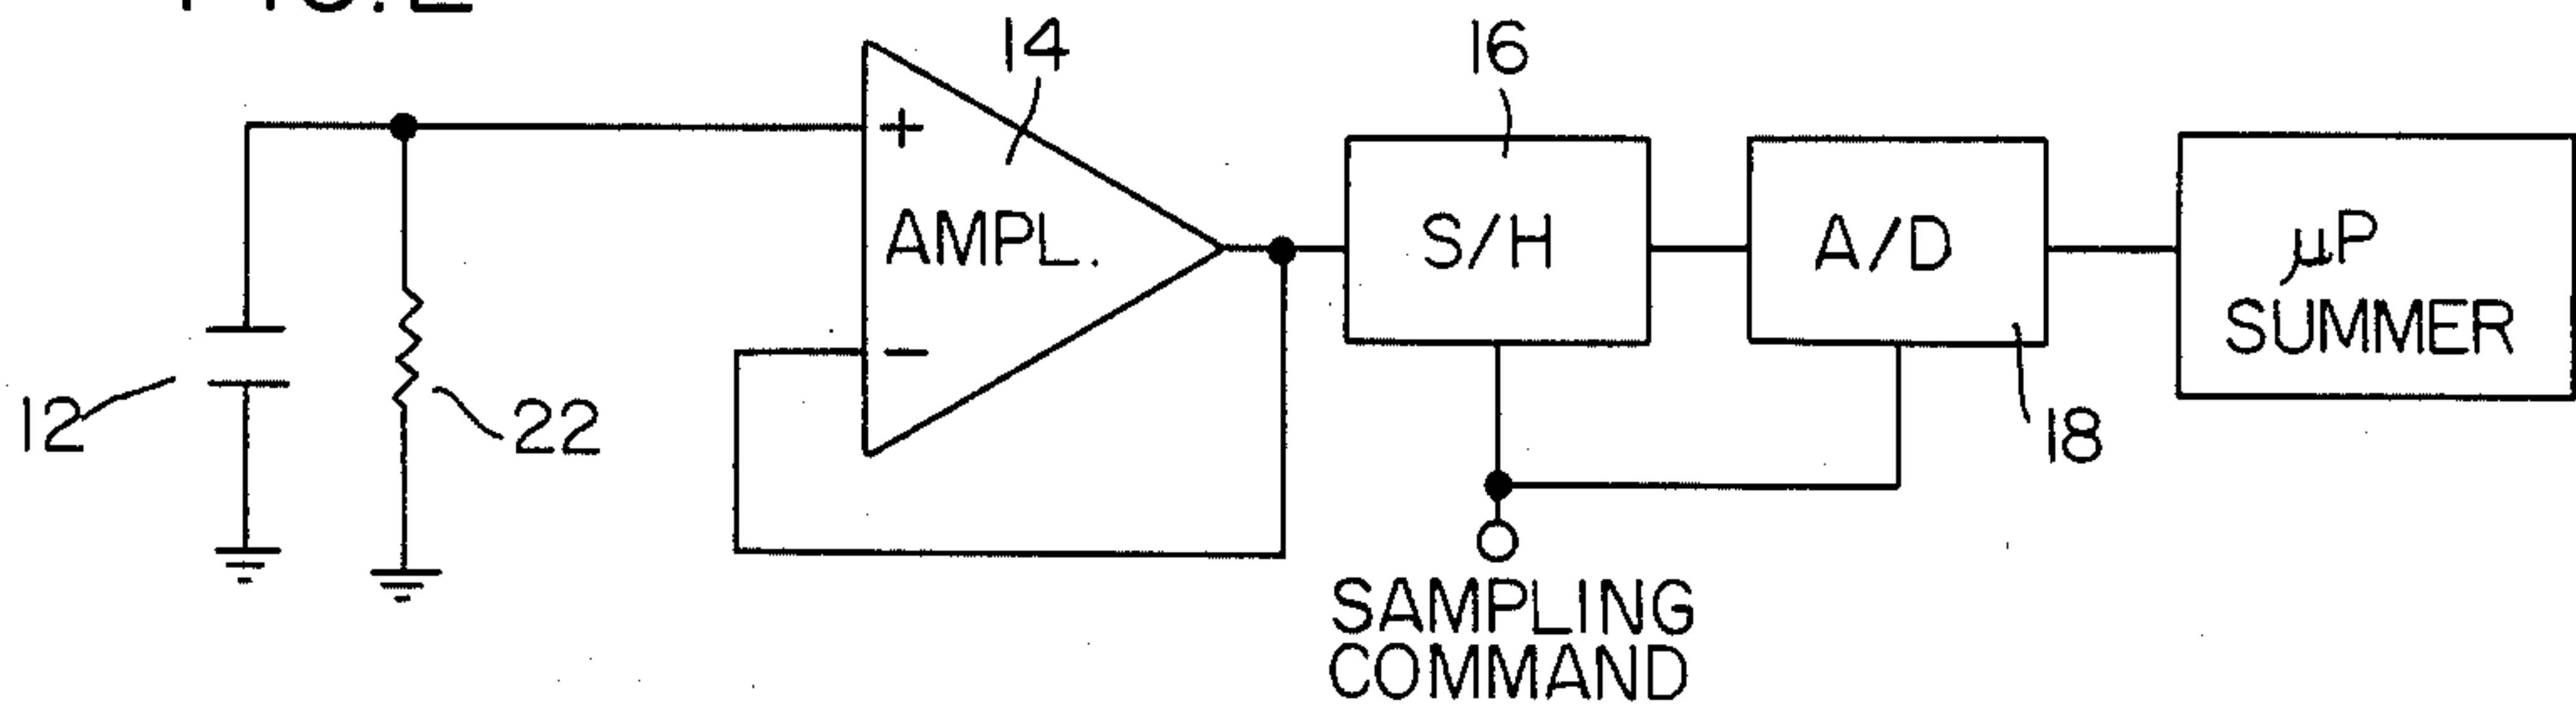 14
16
+
AMPL.
S/H
A/D
µP
SUMMER
−
12
22
18
SAMPLING
COMMAND